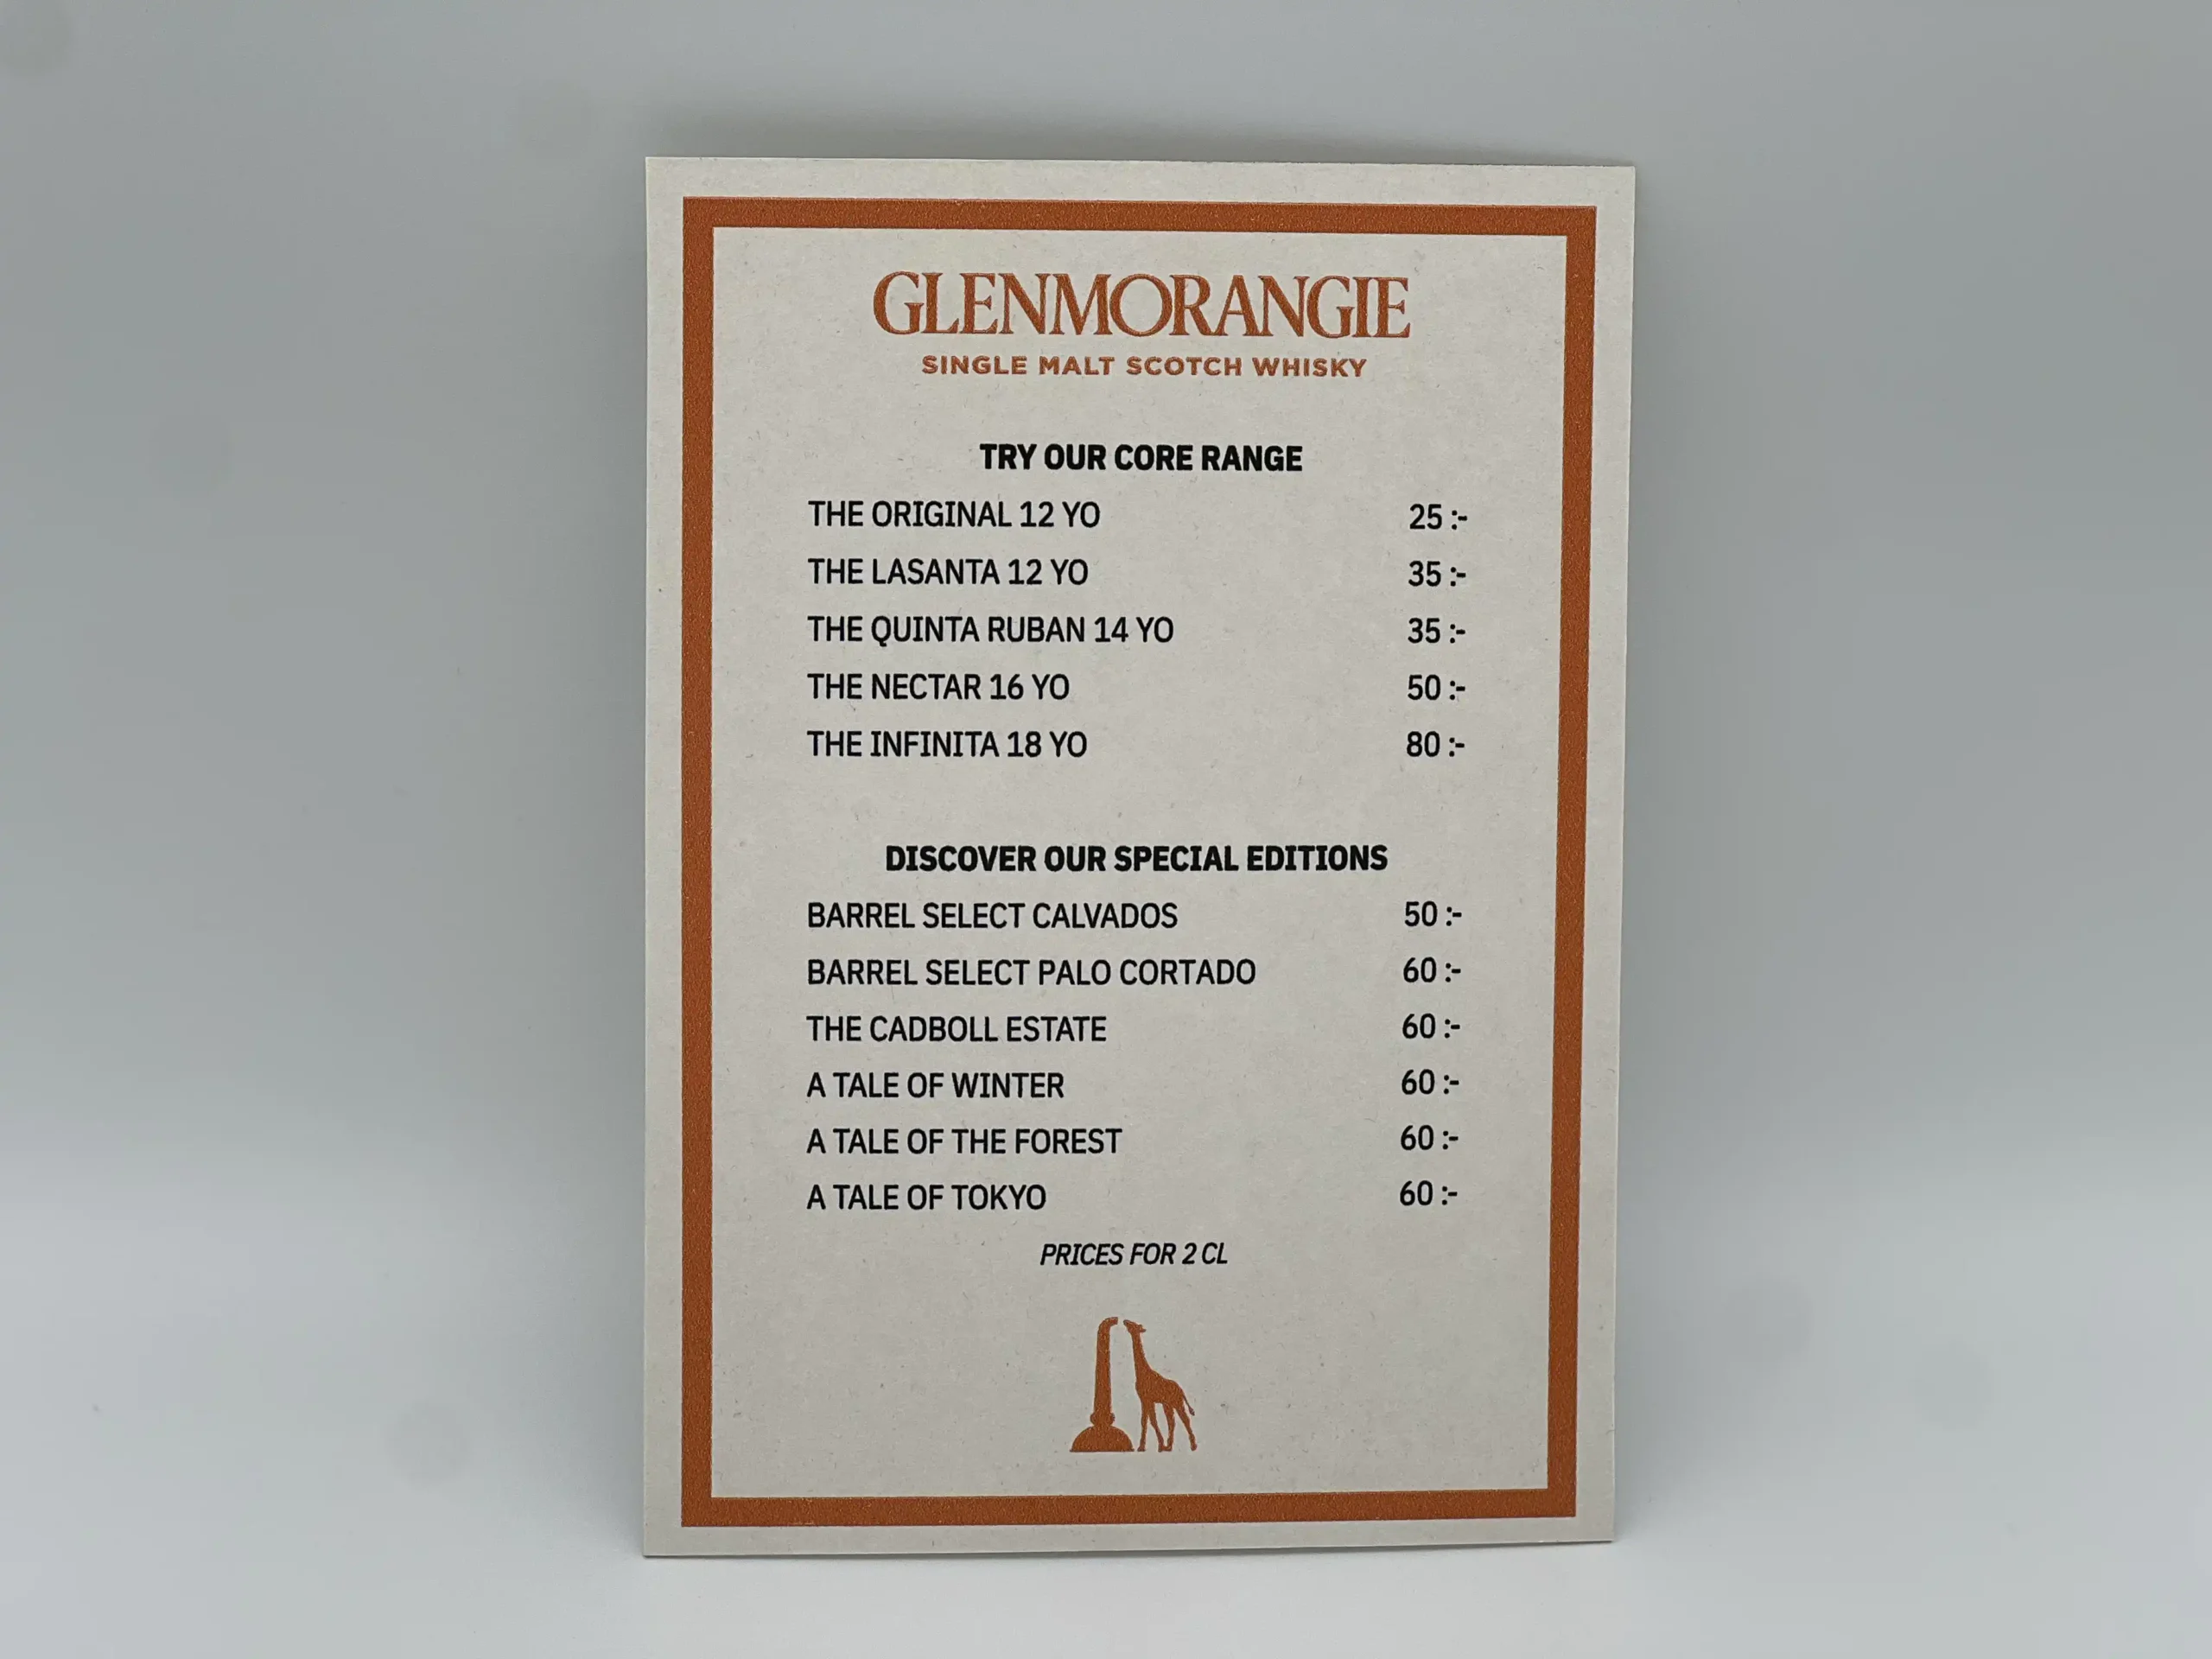 GLENMORANGIE
SINGLE MALT SCOTCH WHISKY
TRY OUR CORE RANGE
THE ORIGINAL 12 YO 25 :-
THE LASANTA 12 YO 35 :-
THE QUINTA RUBAN 14 YO 35 :-
THE NECTAR 16 YO 50 :-
THE INFINITA 18 YO 80 :-
DISCOVER OUR SPECIAL EDITIONS
BARREL SELECT CALVADOS 50 :-
BARREL SELECT PALO CORTADO 60 :-
THE CADBOLL ESTATE 60 :-
A TALE OF WINTER 60 :-
A TALE OF THE FOREST 60 :-
A TALE OF TOKYO 60 :-
PRICES FOR 2 CL